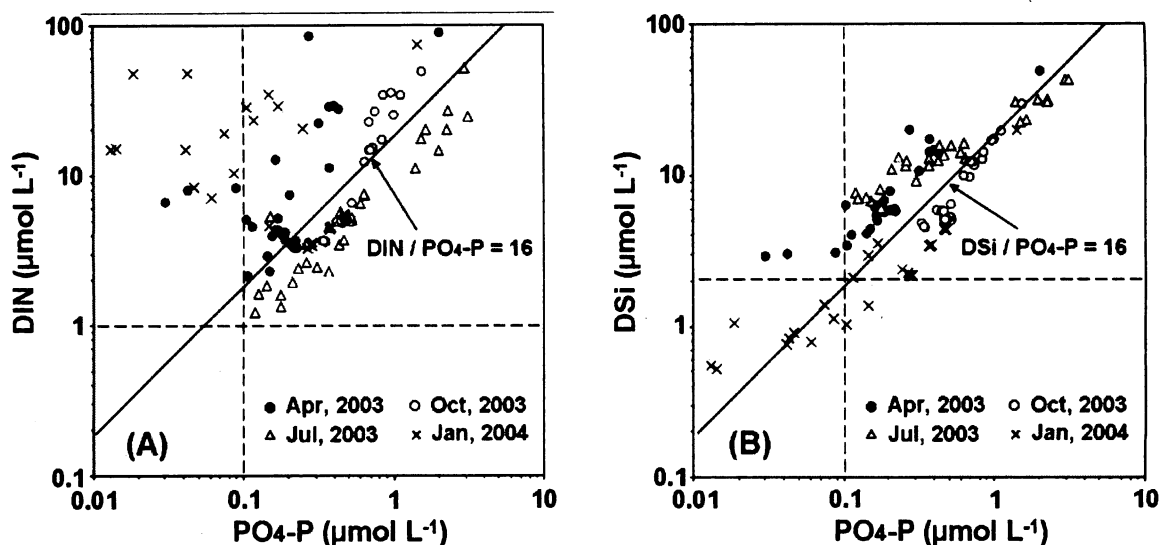 100
10
1
0.1
DIN (µmol L-1)
DIN / PO4-P = 16
Apr, 2003
Oct, 2003
Jul, 2003
Jan, 2004
(A)
0.01
0.1
1
10
PO4-P (µmol L-1)
100
10
1
0.1
DSi (µmol L-1)
DSi / PO4-P = 16
Apr, 2003
Oct, 2003
Jul, 2003
Jan, 2004
(B)
0.01
0.1
1
10
PO4-P (µmol L-1)